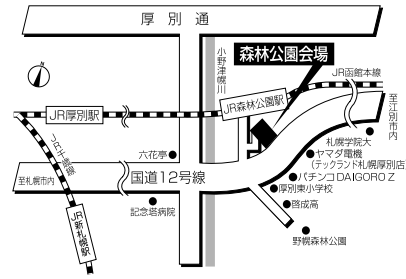 厚別通
小野津幌川
森林公園会場
JR函館本線
至江別市内
JR厚別駅
JR森林公園駅
JR千歳線
六花亭
札幌学院大
ヤマダ電機
(テックランド札幌厚別店)
パチンコDAIGORO Z
至札幌市内
国道12号線
厚別東小学校
記念塔病院
啓成高
JR新札幌駅
野幌森林公園